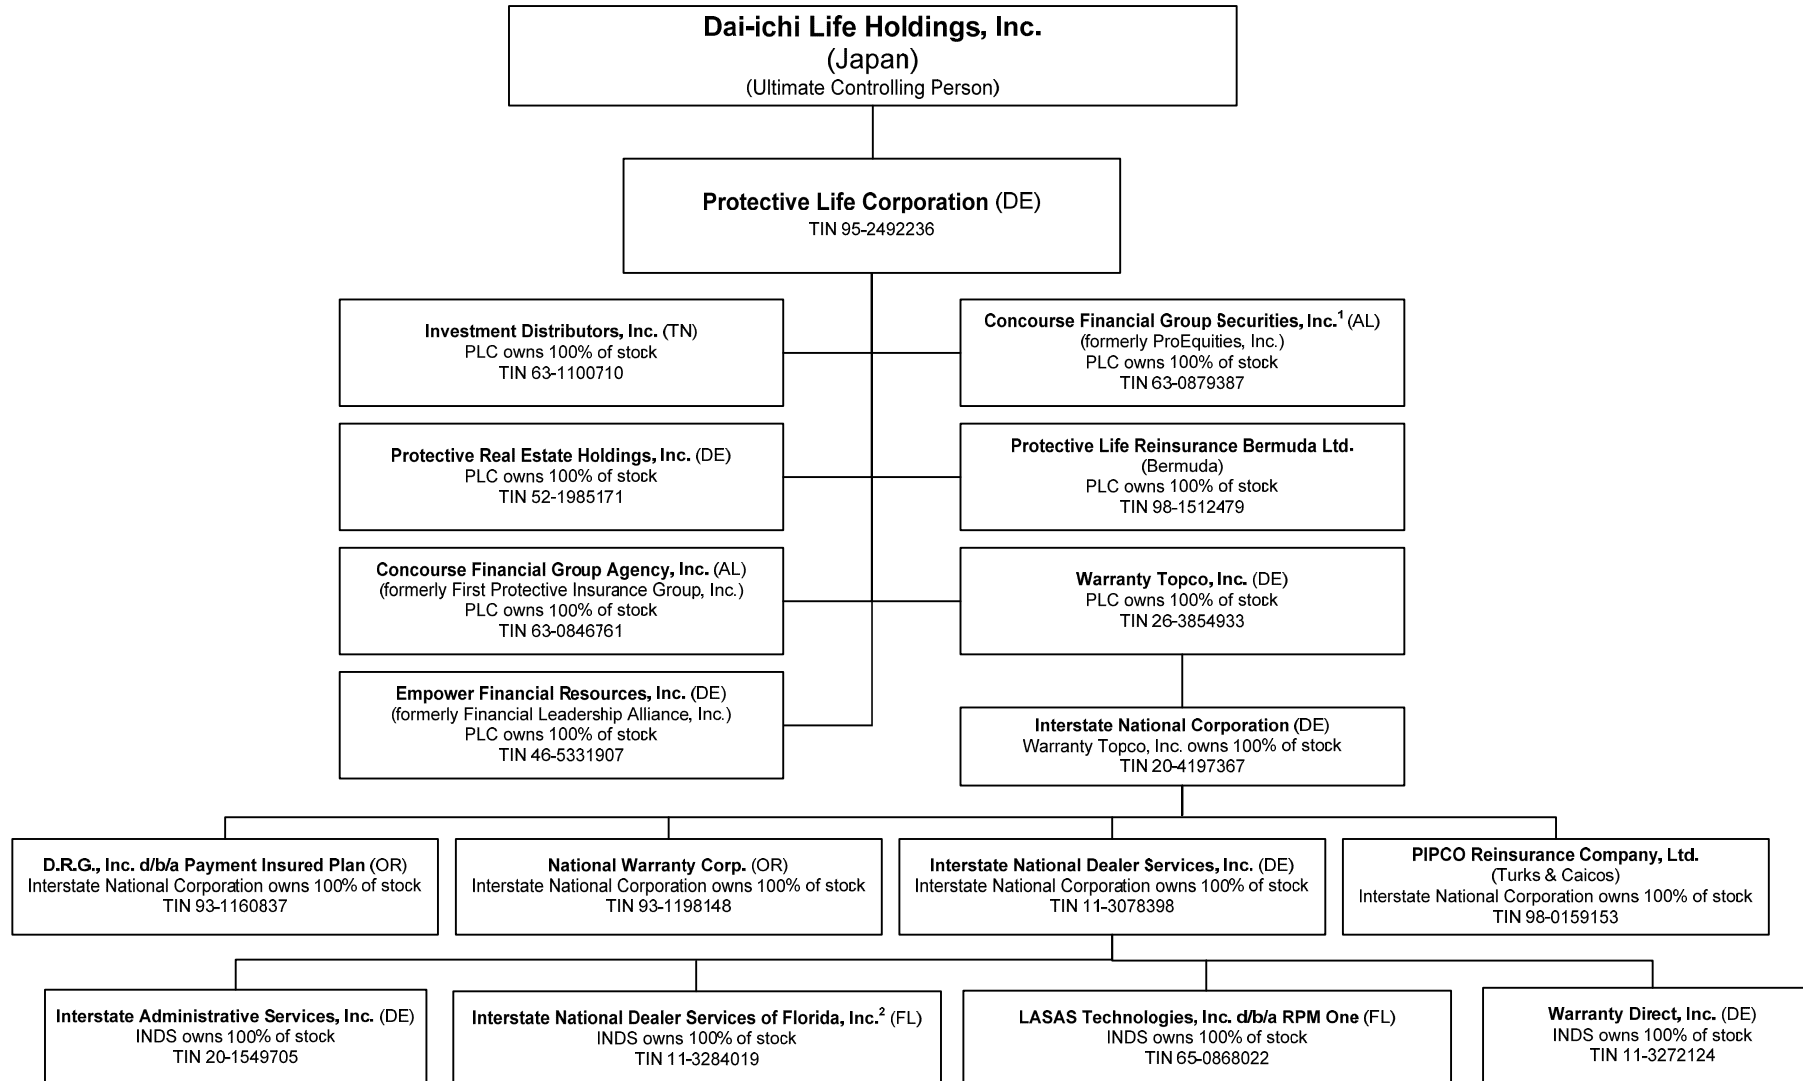 Dai-ichi Life Holdings, Inc.
(Japan)
(Ultimate Controlling Person)
Protective Life Corporation (DE)
TIN 95-2492236
Investment Distributors, Inc. (TN)
PLC owns 100% of stock
TIN 63-1100710
Concourse Financial Group Securities, Inc.¹ (AL)
(formerly ProEquities, Inc.)
PLC owns 100% of stock
TIN 63-0879387
Protective Real Estate Holdings, Inc. (DE)
PLC owns 100% of stock
TIN 52-1985171
Protective Life Reinsurance Bermuda Ltd.
(Bermuda)
PLC owns 100% of stock
TIN 98-1512479
Concourse Financial Group Agency, Inc. (AL)
(formerly First Protective Insurance Group, Inc.)
PLC owns 100% of stock
TIN 63-0846761
Warranty Topco, Inc. (DE)
PLC owns 100% of stock
TIN 26-3854933
Empower Financial Resources, Inc. (DE)
(formerly Financial Leadership Alliance, Inc.)
PLC owns 100% of stock
TIN 46-5331907
Interstate National Corporation (DE)
Warranty Topco, Inc. owns 100% of stock
TIN 20-4197367
D.R.G., Inc. d/b/a Payment Insured Plan (OR)
Interstate National Corporation owns 100% of stock
TIN 93-1160837
National Warranty Corp. (OR)
Interstate National Corporation owns 100% of stock
TIN 93-1198148
Interstate National Dealer Services, Inc. (DE)
Interstate National Corporation owns 100% of stock
TIN 11-3078398
PIPCO Reinsurance Company, Ltd.
(Turks & Caicos)
Interstate National Corporation owns 100% of stock
TIN 98-0159153
Interstate Administrative Services, Inc. (DE)
INDS owns 100% of stock
TIN 20-1549705
Interstate National Dealer Services of Florida, Inc.² (FL)
INDS owns 100% of stock
TIN 11-3284019
LASAS Technologies, Inc. d/b/a RPM One (FL)
INDS owns 100% of stock
TIN 65-0868022
Warranty Direct, Inc. (DE)
INDS owns 100% of stock
TIN 11-3272124